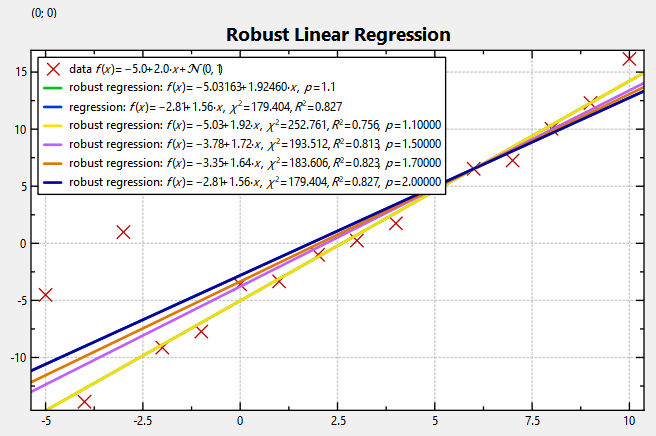 (0; 0)
Robust Linear Regression
data f(x)=−5.0+2.0·x+𝒩(0, 1)
robust regression: f(x)= −5.03163+1.92460·x, p=1.1
regression: f(x)= −2.81+1.56·x, χ²=179.404, R²=0.827
robust regression: f(x)= −5.03+1.92·x, χ²=252.761, R²=0.756, p=1.10000
robust regression: f(x)= −3.78+1.72·x, χ²=193.512, R²=0.813, p=1.50000
robust regression: f(x)= −3.35+1.64·x, χ²=183.606, R²=0.823, p=1.70000
robust regression: f(x)= −2.81+1.56·x, χ²=179.404, R²=0.827, p=2.00000
15
10
5
0
-5
-10
-5 -2.5 0 2.5 5 7.5 10